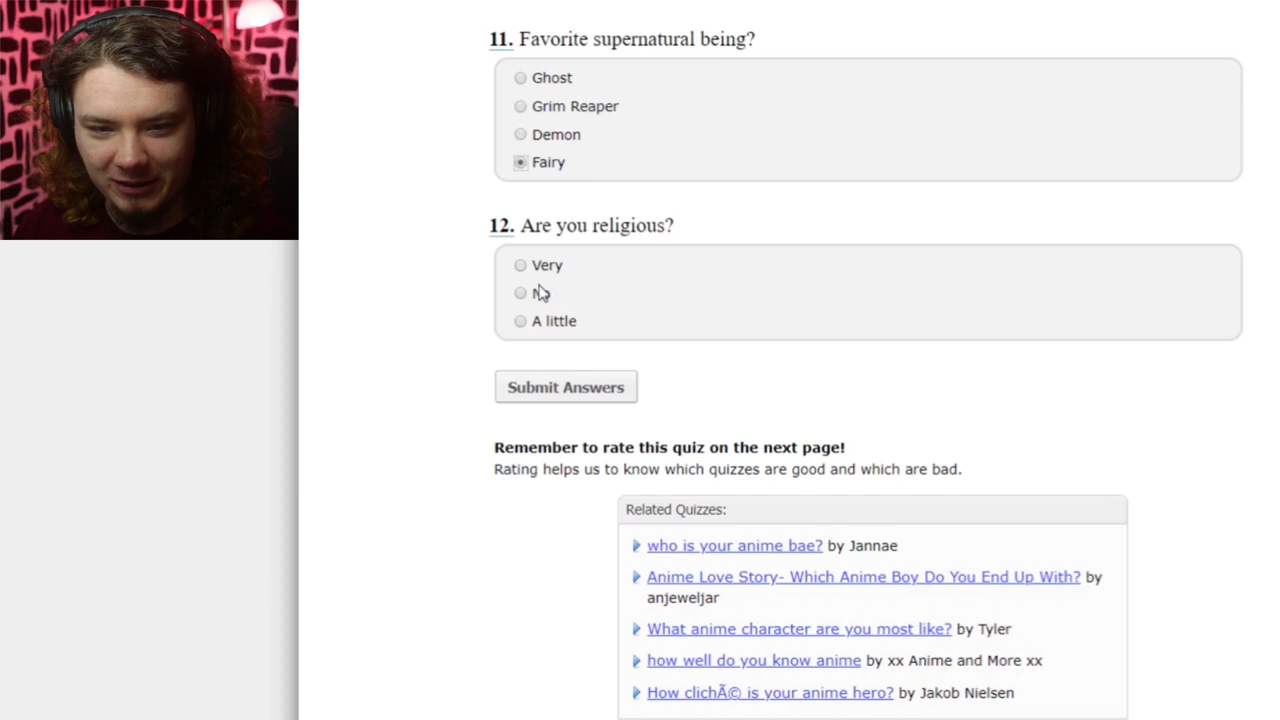 11. Favorite supernatural being?
Ghost
Grim Reaper
Demon
Fairy
12. Are you religious?
Very
A little
Submit Answers
Remember to rate this quiz on the next page!
Rating helps us to know which quizzes are good and which are bad.
Related Quizzes:
who is your anime bae? by Jannae
Anime Love Story- Which Anime Boy Do You End Up With? by
anjeweljar
What anime character are you most like? by Tyler
how well do you know anime by xx Anime and More xx
How clichÃ© is your anime hero? by Jakob Nielsen